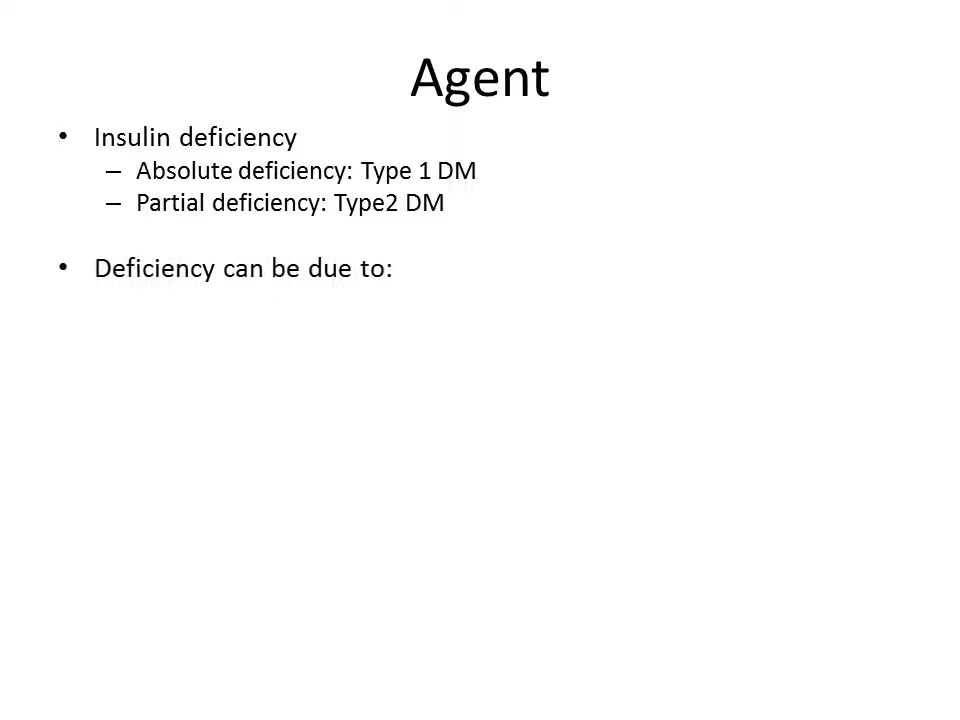 Agent
• Insulin deficiency
– Absolute deficiency: Type 1 DM
– Partial deficiency: Type2 DM
• Deficiency can be due to: